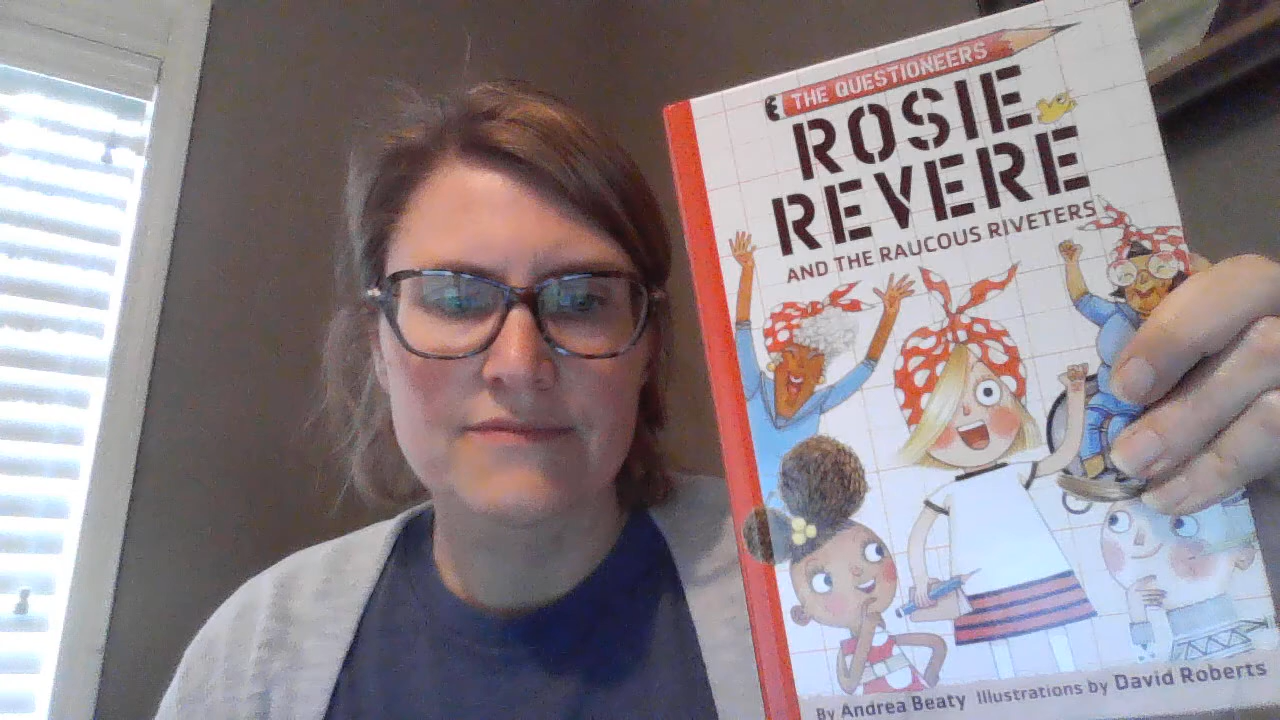 THE QUESTIONEERS
ROSIE
REVERE
AND THE RAUCOUS RIVETERS
By Andrea Beaty Illustrations by David Roberts